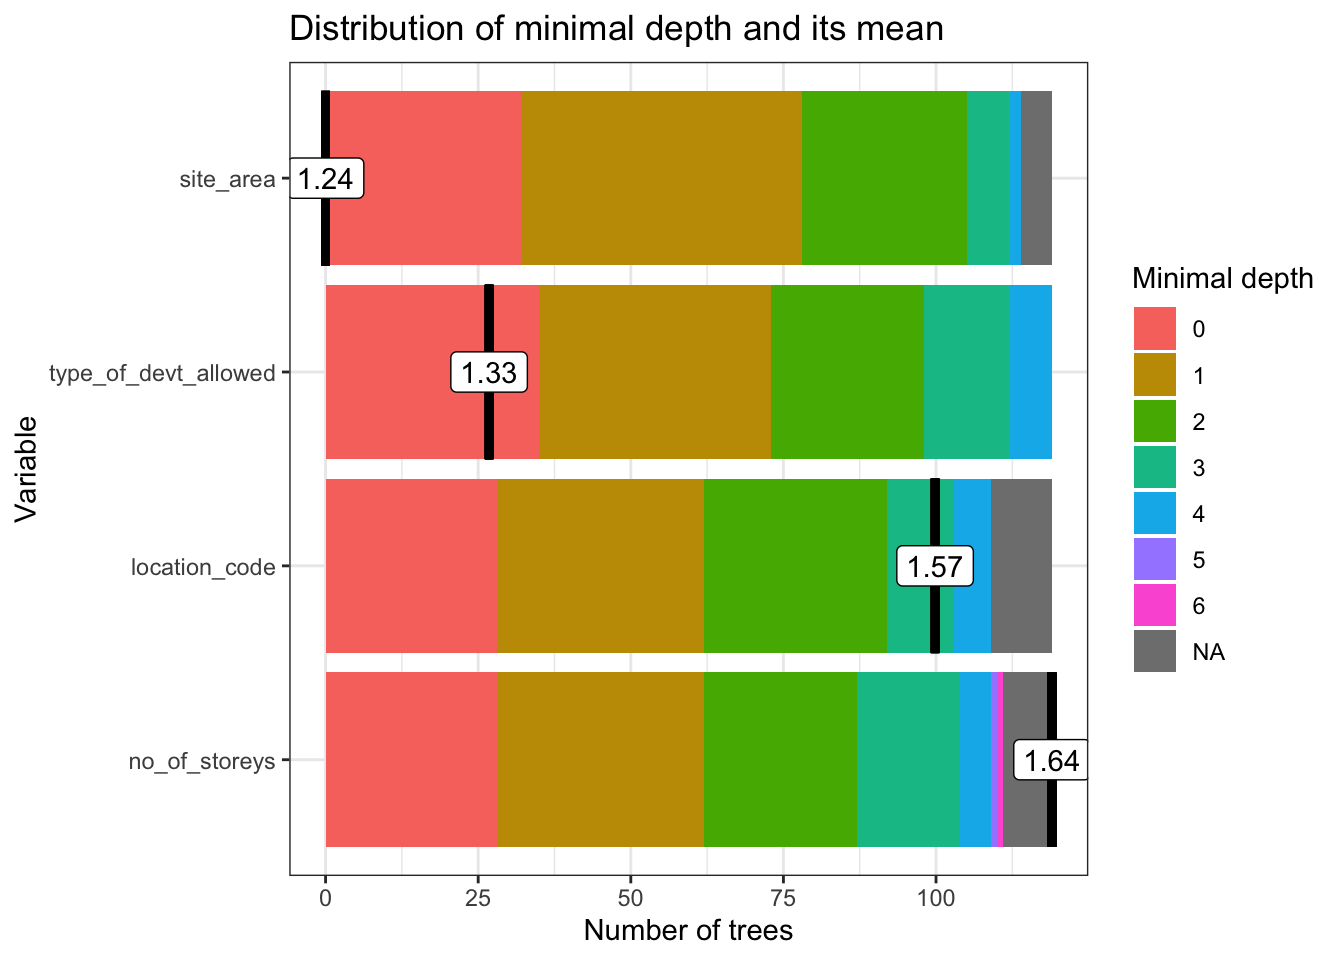 Distribution of minimal depth and its mean
Variable
site_area
1.24
type_of_devt_allowed
1.33
location_code
1.57
no_of_storeys
1.64
0 25 50 75 100
Number of trees
Minimal depth
0
1
2
3
4
5
6
NA